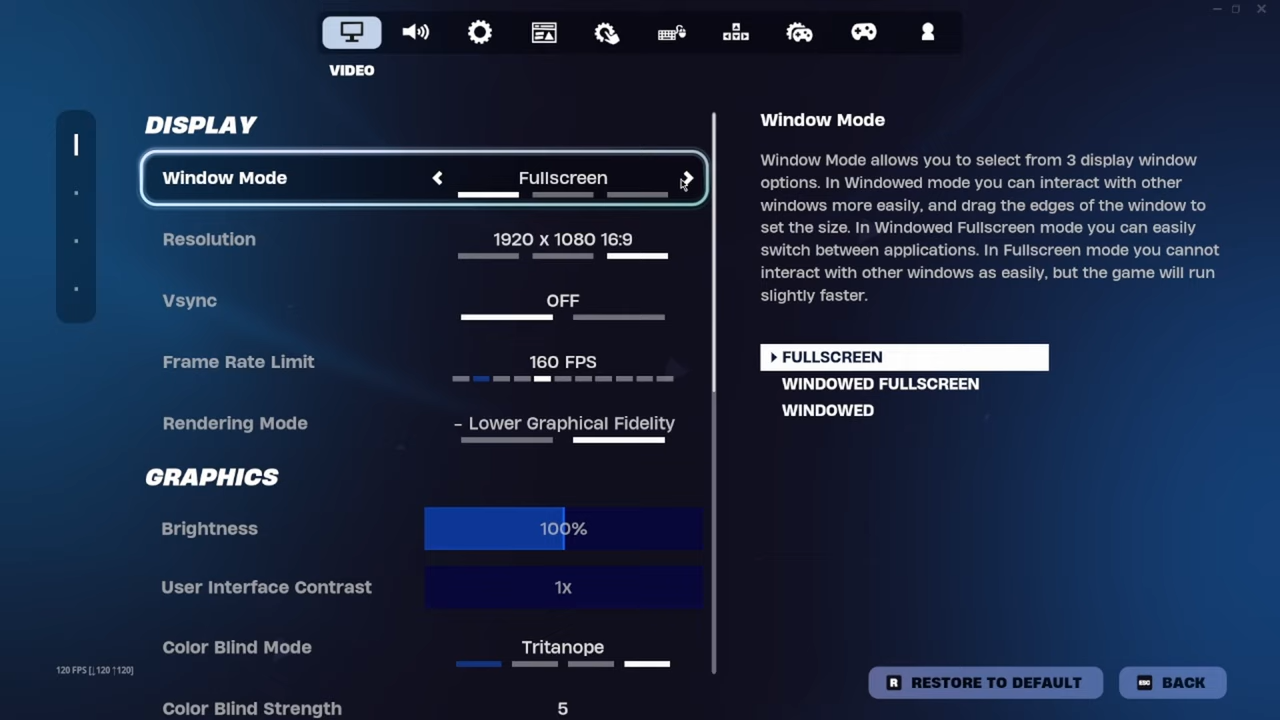 VIDEO
DISPLAY
Window Mode
Fullscreen
Resolution
1920 x 1080 16:9
Vsync
OFF
Frame Rate Limit
160 FPS
Rendering Mode
- Lower Graphical Fidelity
GRAPHICS
Brightness
100%
User Interface Contrast
1x
Color Blind Mode
Tritanope
Color Blind Strength
5
120 FPS [↓120 ↑120]
Window Mode
Window Mode allows you to select from 3 display window
options. In Windowed mode you can interact with other
windows more easily, and drag the edges of the window to
set the size. In Windowed Fullscreen mode you can easily
switch between applications. In Fullscreen mode you cannot
interact with other windows as easily, but the game will run
slightly faster.
FULLSCREEN
WINDOWED FULLSCREEN
WINDOWED
R RESTORE TO DEFAULT
ESC BACK